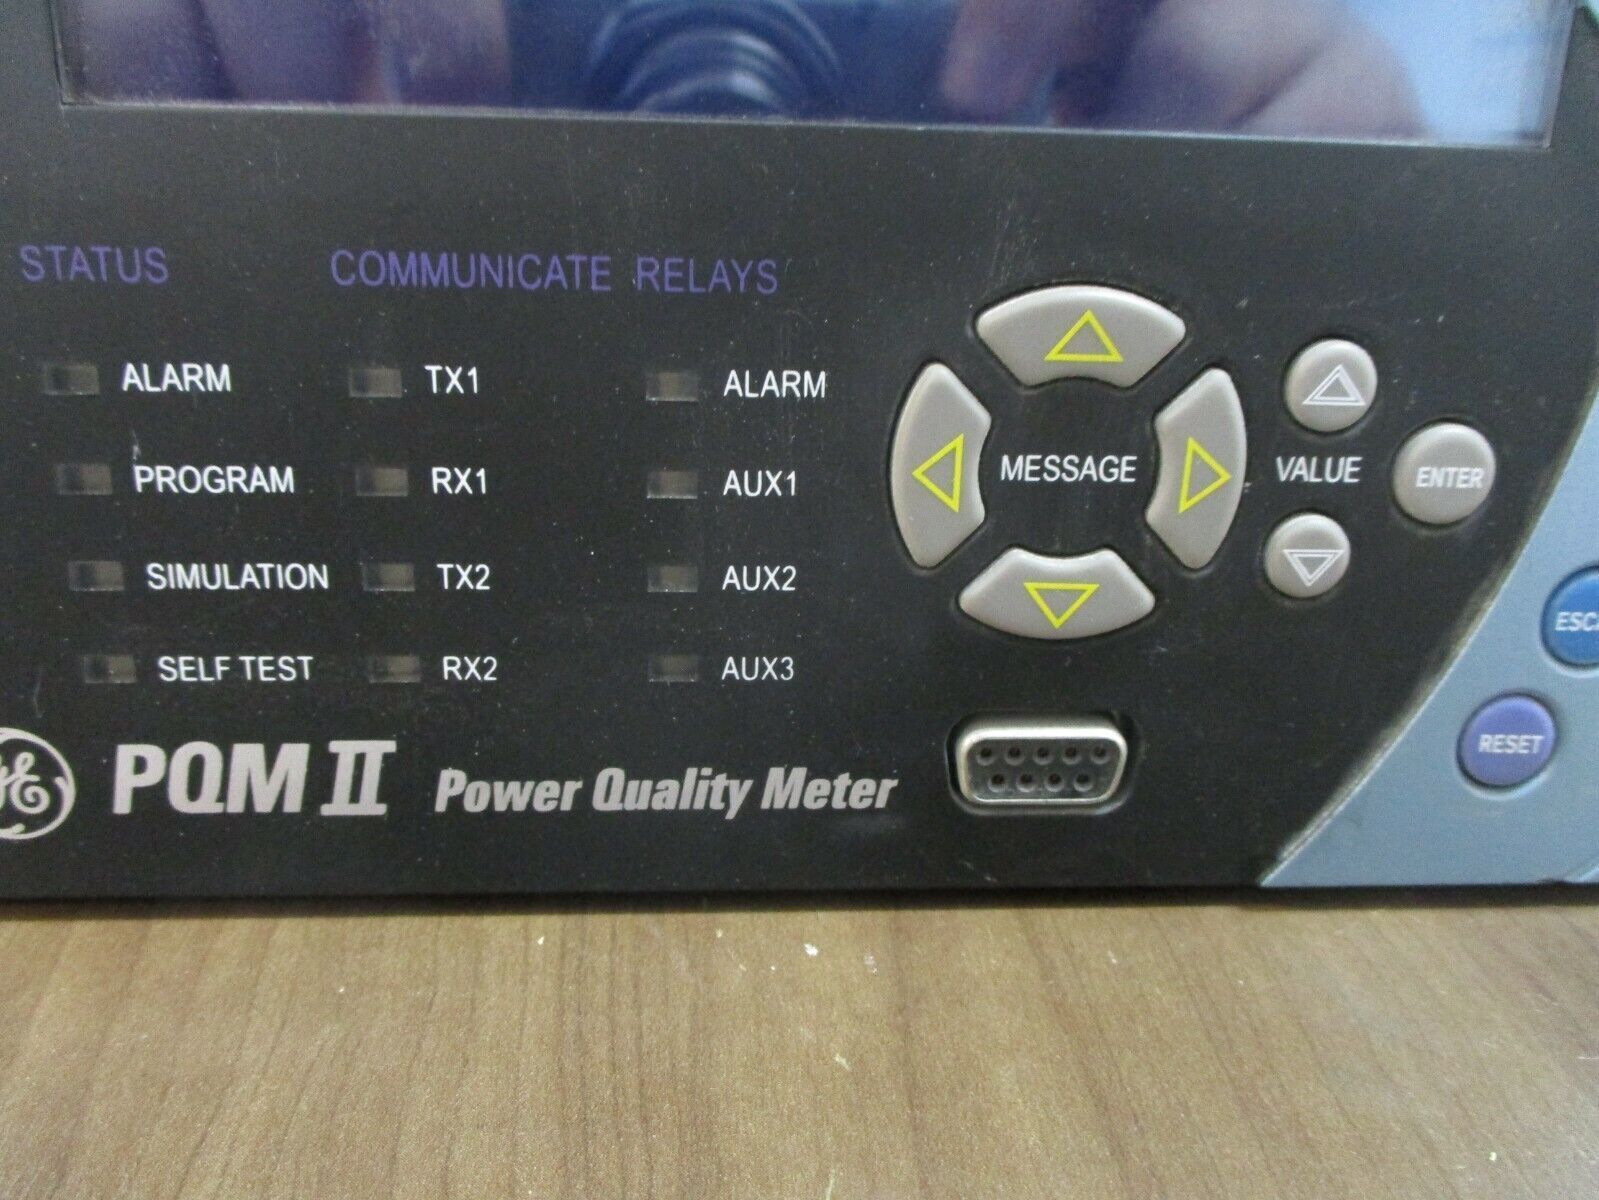 STATUS COMMUNICATE RELAYS
ALARM TX1 ALARM
PROGRAM RX1 AUX1
SIMULATION TX2 AUX2
SELF TEST RX2 AUX3
MESSAGE VALUE ENTER
RESET
GE PQM II Power Quality Meter